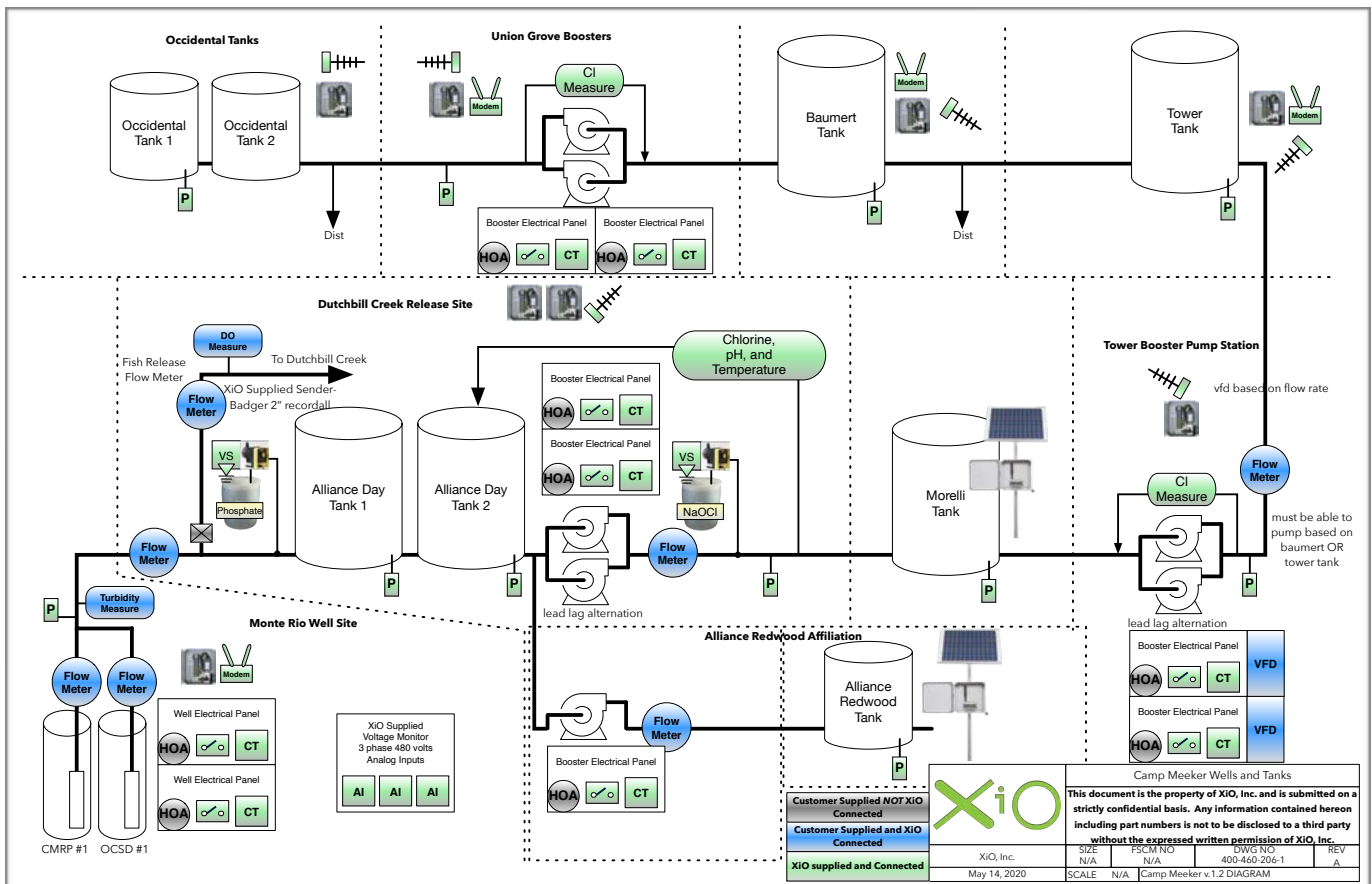 Occidental Tanks
Occidental
Tank 1
Occidental
Tank 2
P
Dist
Union Grove Boosters
Modem
Cl
Measure
P
Booster Electrical Panel
HOA
CT
Booster Electrical Panel
HOA
CT
Baumert
Tank
Modem
P
Dist
Tower
Tank
Modem
P
Dutchbill Creek Release Site
DO
Measure
Fish Release
Flow Meter
To Dutchbill Creek
Flow
Meter
XiO Supplied Sender-
Badger 2" recordall
VS
Phosphate
Alliance Day
Tank 1
P
Alliance Day
Tank 2
P
Chlorine,
pH, and
Temperature
Booster Electrical Panel
HOA
CT
Booster Electrical Panel
HOA
CT
VS
NaOCl
Flow
Meter
lead lag alternation
P
Morelli
Tank
P
Tower Booster Pump Station
vfd based on flow rate
Flow
Meter
Cl
Measure
must be able to
pump based on
baumert OR
tower tank
P
lead lag alternation
Booster Electrical Panel
HOA
CT
VFD
Booster Electrical Panel
HOA
CT
VFD
Flow
Meter
P
Turbidity
Measure
Monte Rio Well Site
Flow
Meter
Flow
Meter
Modem
Well Electrical Panel
HOA
CT
Well Electrical Panel
HOA
CT
CMRP #1
OCSD #1
XiO Supplied
Voltage Monitor
3 phase 480 volts
Analog Inputs
AI
AI
AI
Alliance Redwood Affiliation
Flow
Meter
Booster Electrical Panel
HOA
CT
Alliance
Redwood
Tank
P
Customer Supplied NOT XiO
Connected
Customer Supplied and XiO
Connected
XiO supplied and Connected
XiO
Camp Meeker Wells and Tanks
This document is the property of XiO, Inc. and is submitted on a
strictly confidential basis. Any information contained hereon
including part numbers is not to be disclosed to a third party
without the expressed written permission of XiO, Inc.
XiO, Inc.
SIZE
N/A
FSCM NO
N/A
DWG NO
400-460-206-1
REV
A
May 14, 2020
SCALE N/A
Camp Meeker v.1.2 DIAGRAM